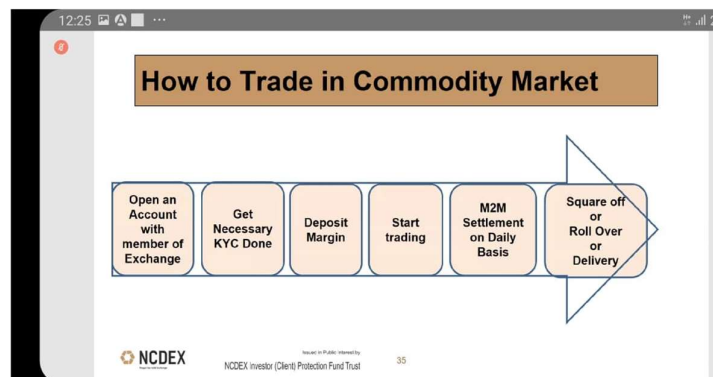 12:25
How to Trade in Commodity Market
Open an
Account
with
member of
Exchange
Get
Necessary
KYC Done
Deposit
Margin
Start
trading
M2M
Settlement
on Daily
Basis
Square off
or
Roll Over
or
Delivery
NCDEX
Issued in Public Interest by
NCDEX Investor (Client) Protection Fund Trust
35